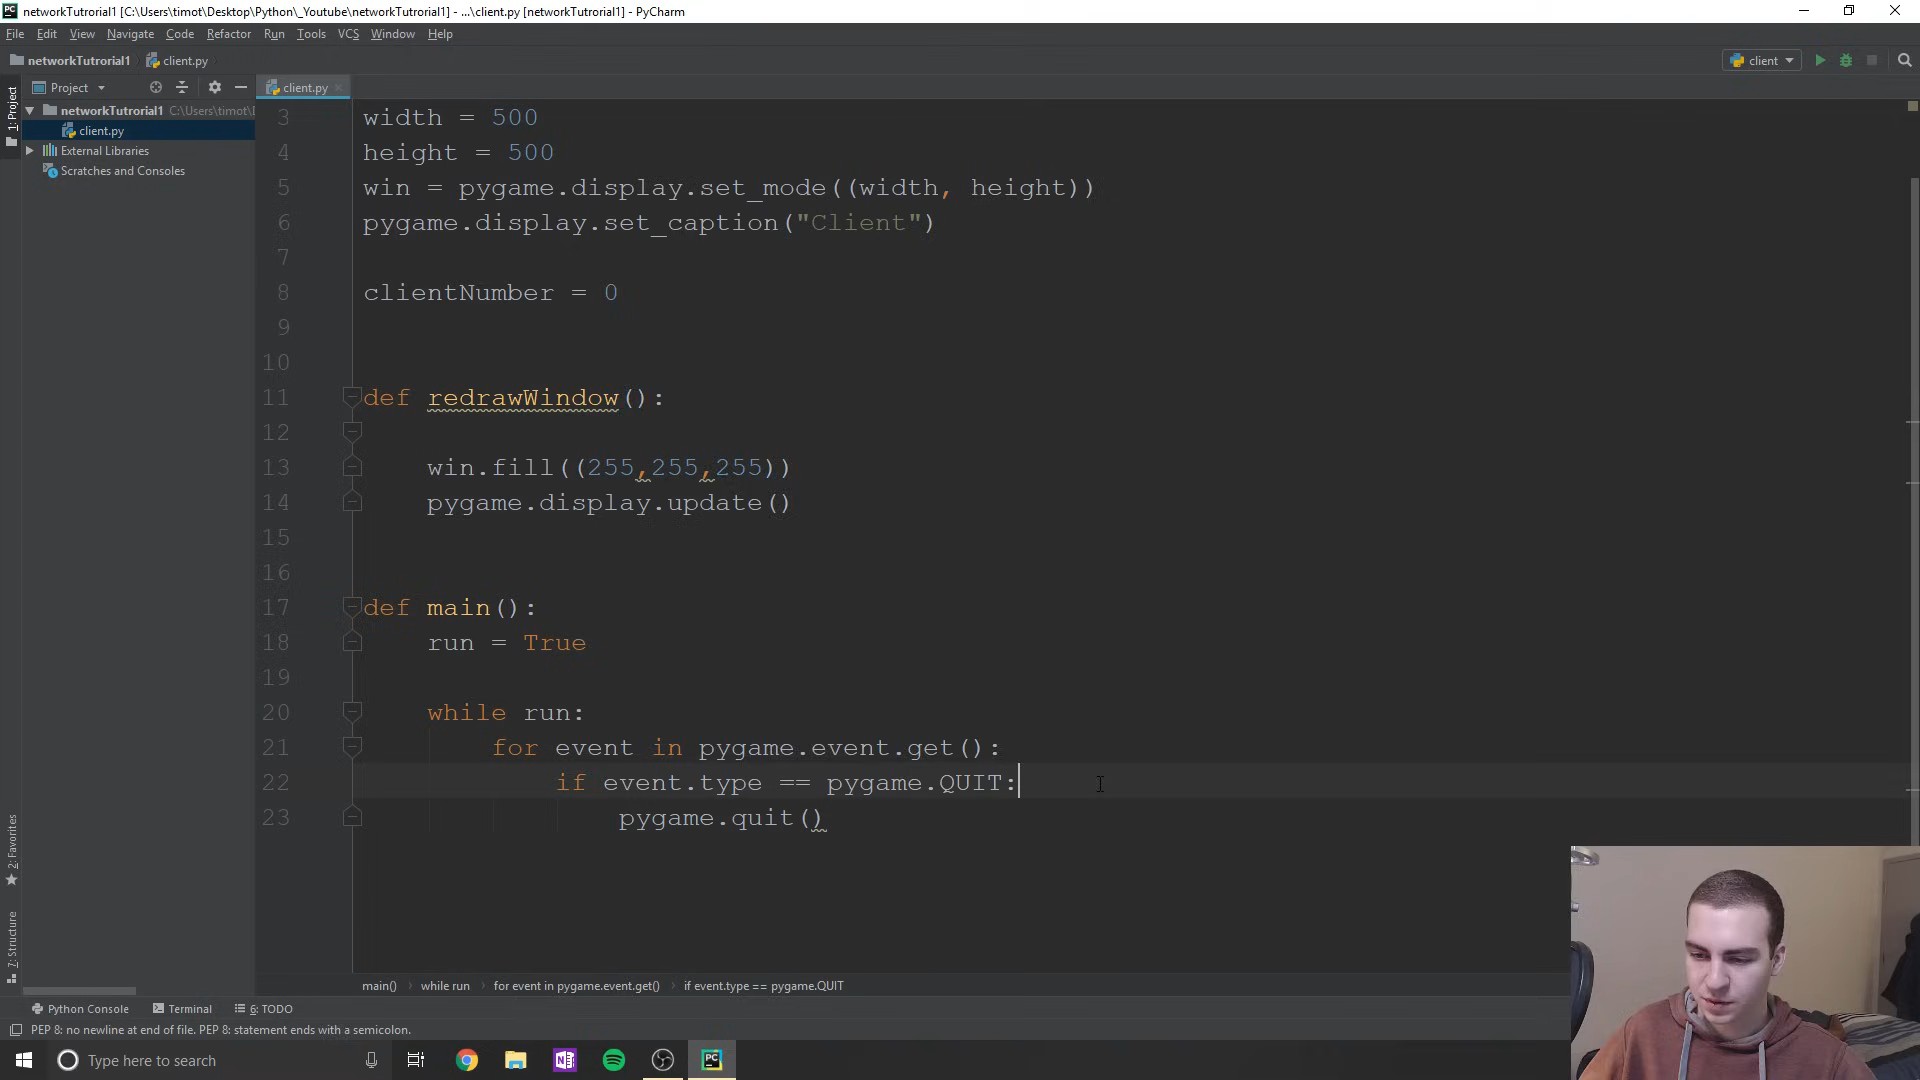 networkTutrorial1 [C:\Users\timot\Desktop\Python\_Youtube\networkTutrorial1] - ...\client.py [networkTutrorial1] - PyCharm
File Edit View Navigate Code Refactor Run Tools VCS Window Help
networkTutrorial1 client.py client
1: Project
Project
client.py
networkTutrorial1 C:\Users\timot\
client.py
External Libraries
Scratches and Consoles
3 width = 500
4 height = 500
5 win = pygame.display.set_mode((width, height))
6 pygame.display.set_caption("Client")
7
8 clientNumber = 0
9
10
11 def redrawWindow():
12
13 win.fill((255,255,255))
14 pygame.display.update()
15
16
17 def main():
18 run = True
19
20 while run:
21 for event in pygame.event.get():
22 if event.type == pygame.QUIT:
23 pygame.quit()
2: Favorites
7: Structure
main() while run for event in pygame.event.get() if event.type == pygame.QUIT
Python Console Terminal 6: TODO
PEP 8: no newline at end of file. PEP 8: statement ends with a semicolon.
Type here to search